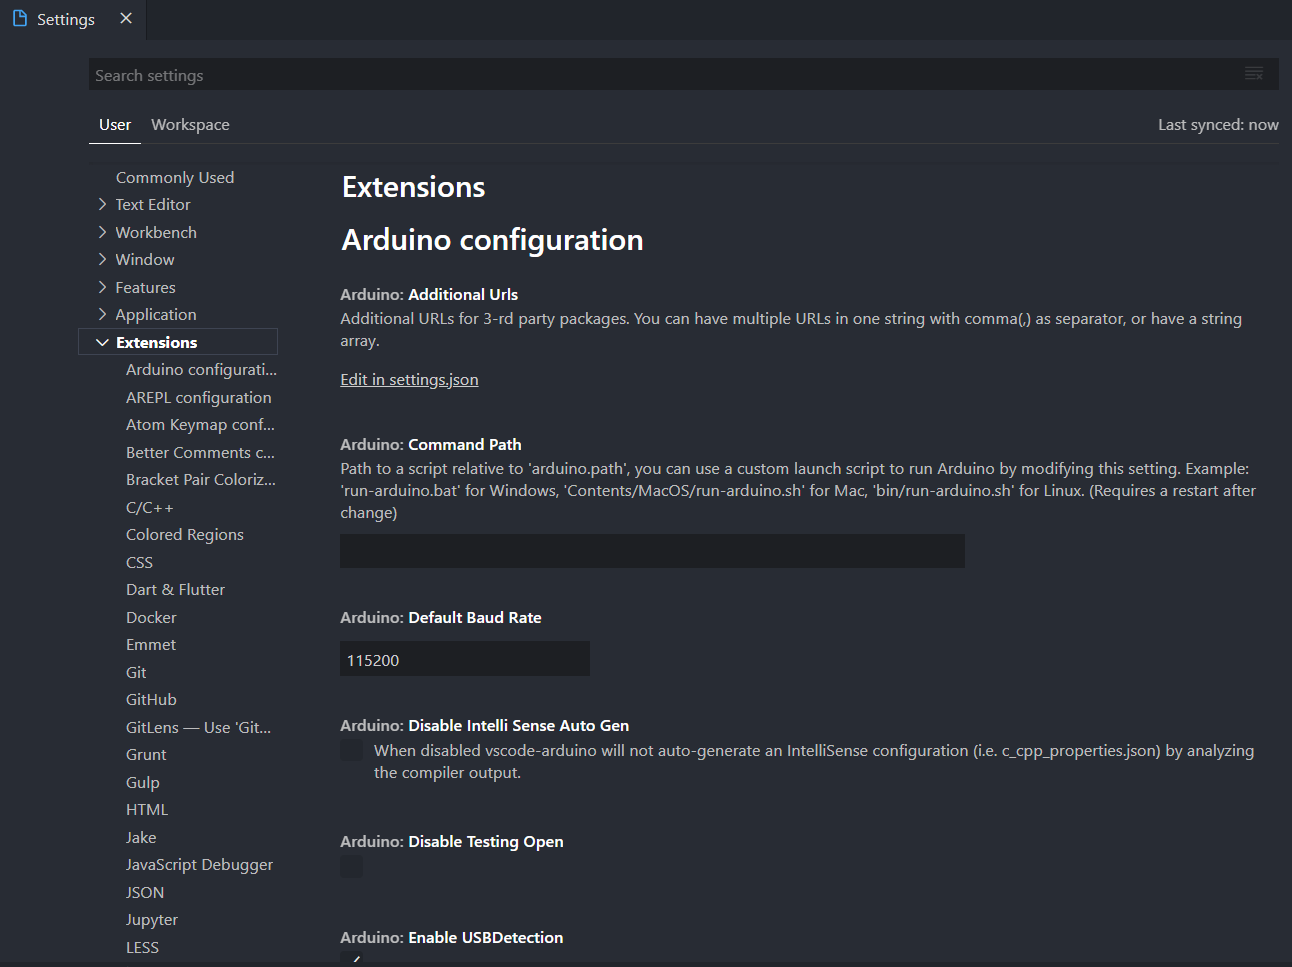 Settings
Search settings
User Workspace Last synced: now
Commonly Used
Text Editor
Workbench
Window
Features
Application
Extensions
Arduino configurati...
AREPL configuration
Atom Keymap conf...
Better Comments c...
Bracket Pair Coloriz...
C/C++
Colored Regions
CSS
Dart & Flutter
Docker
Emmet
Git
GitHub
GitLens — Use 'Git...
Grunt
Gulp
HTML
Jake
JavaScript Debugger
JSON
Jupyter
LESS
Extensions
Arduino configuration
Arduino: Additional Urls
Additional URLs for 3-rd party packages. You can have multiple URLs in one string with comma(,) as separator, or have a string
array.
Edit in settings.json
Arduino: Command Path
Path to a script relative to 'arduino.path', you can use a custom launch script to run Arduino by modifying this setting. Example:
'run-arduino.bat' for Windows, 'Contents/MacOS/run-arduino.sh' for Mac, 'bin/run-arduino.sh' for Linux. (Requires a restart after
change)
Arduino: Default Baud Rate
115200
Arduino: Disable Intelli Sense Auto Gen
When disabled vscode-arduino will not auto-generate an IntelliSense configuration (i.e. c_cpp_properties.json) by analyzing
the compiler output.
Arduino: Disable Testing Open
Arduino: Enable USBDetection